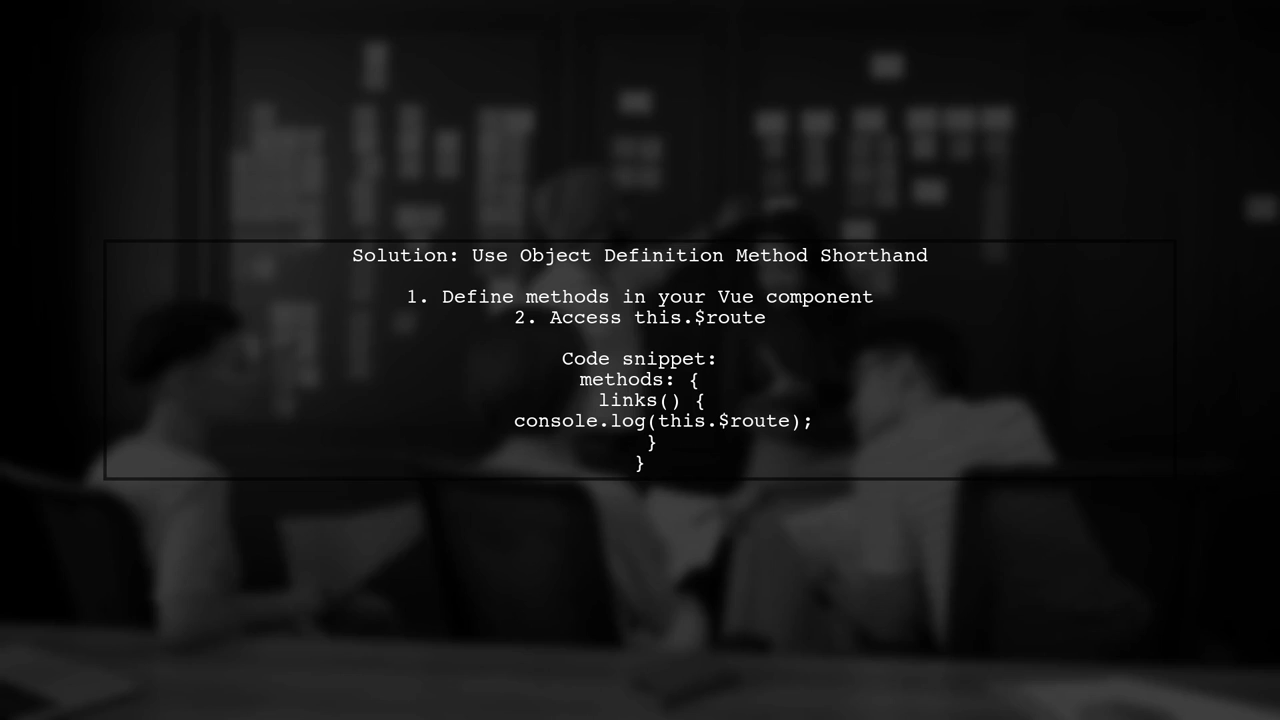 Solution: Use Object Definition Method Shorthand
1. Define methods in your Vue component
2. Access this.$route
Code snippet:
methods: {
links() {
console.log(this.$route);
}
}